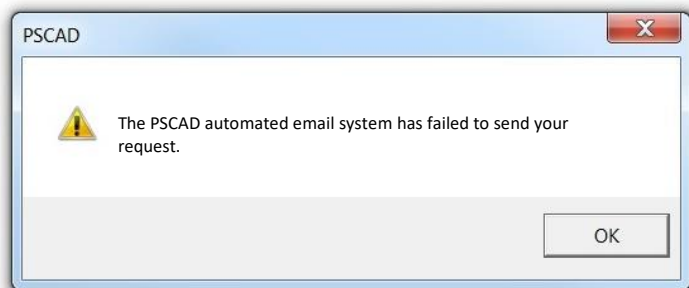 PSCAD
The PSCAD automated email system has failed to send your
request.
OK